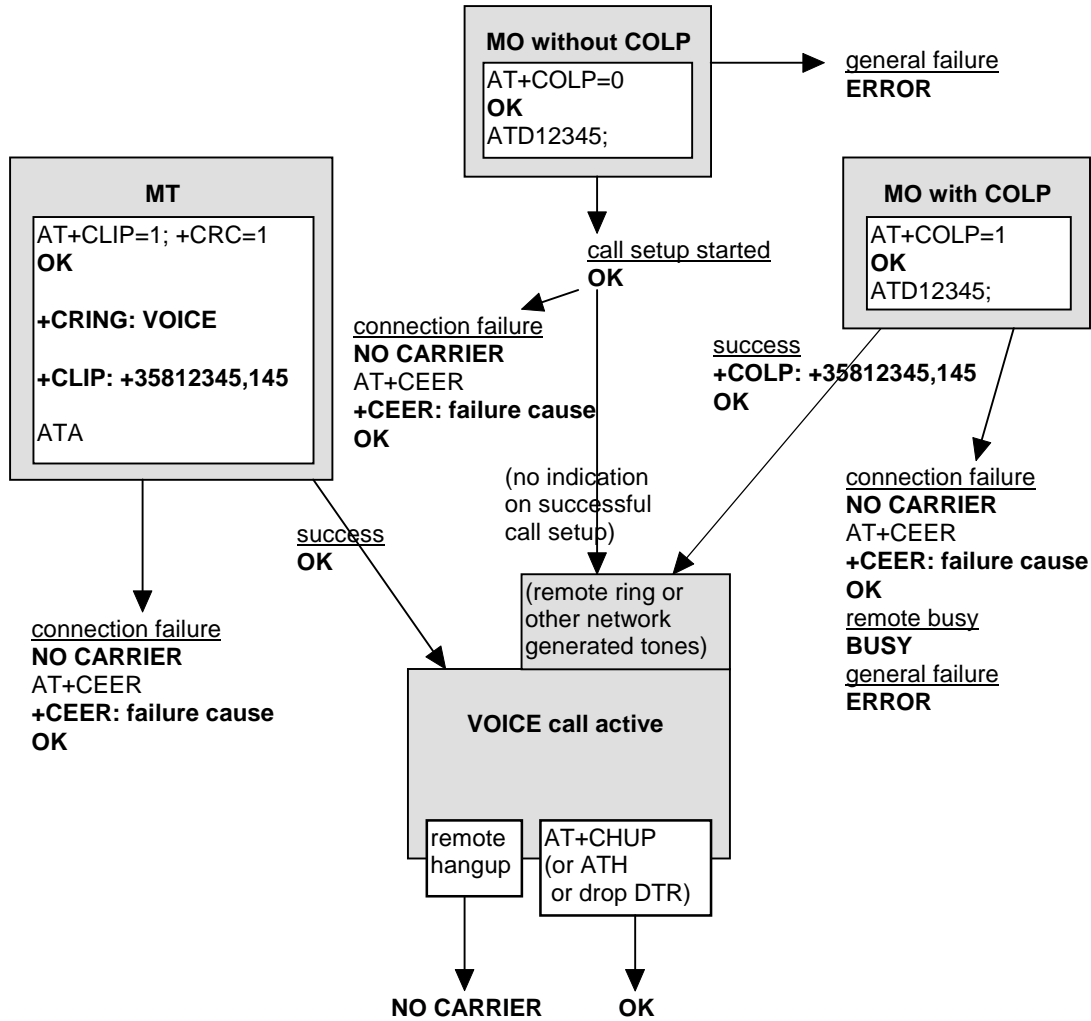 MO without COLP
AT+COLP=0
OK
ATD12345;
general failure
ERROR
MT
AT+CLIP=1; +CRC=1
OK
+CRING: VOICE
+CLIP: +35812345,145
ATA
MO with COLP
AT+COLP=1
OK
ATD12345;
call setup started
OK
connection failure
NO CARRIER
AT+CEER
+CEER: failure cause
OK
success
+COLP: +35812345,145
OK
(no indication
on successful
call setup)
success
OK
connection failure
NO CARRIER
AT+CEER
+CEER: failure cause
OK
remote busy
BUSY
general failure
ERROR
connection failure
NO CARRIER
AT+CEER
+CEER: failure cause
OK
(remote ring or
other network
generated tones)
VOICE call active
remote
hangup
AT+CHUP
(or ATH
or drop DTR)
NO CARRIER
OK